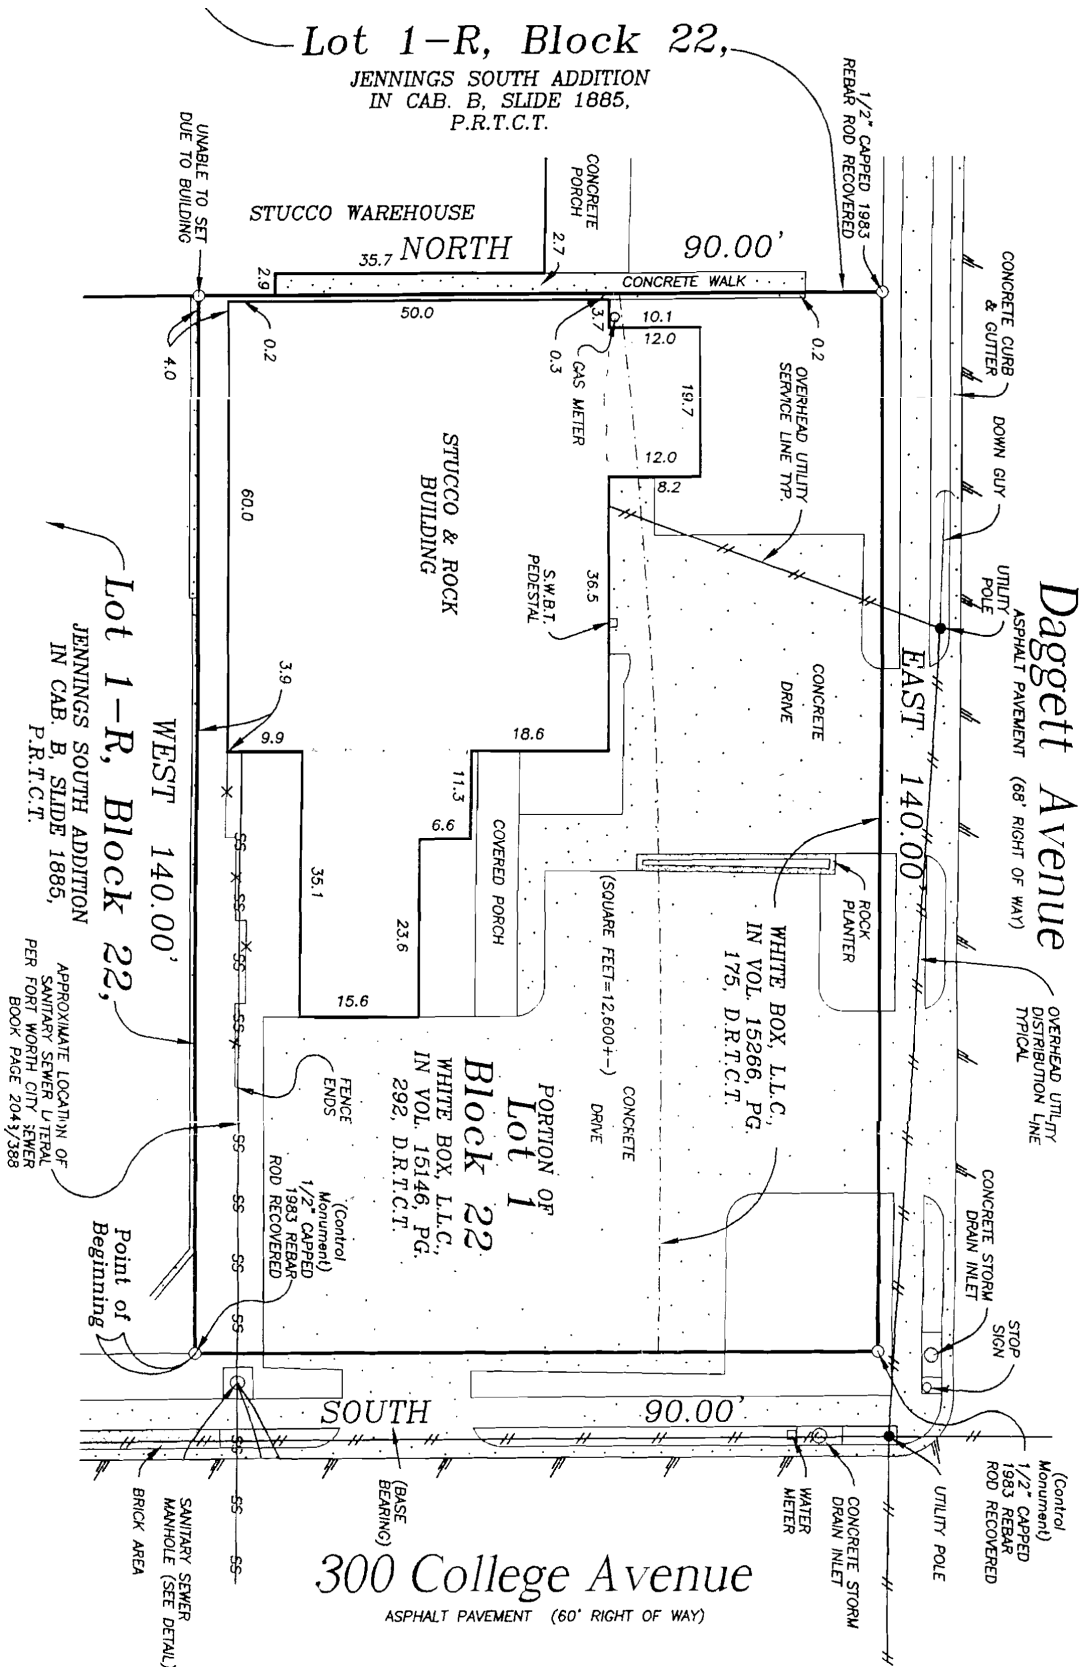 Lot 1-R, Block 22,
JENNINGS SOUTH ADDITION
IN CAB. B, SLIDE 1885,
P.R.T.C.T.
1/2" CAPPED 1983
REBAR ROD RECOVERED
UNABLE TO SET
DUE TO BUILDING
STUCCO WAREHOUSE
CONCRETE
PORCH
NORTH 90.00'
35.7
2.7
2.9
CONCRETE WALK
50.0
3.7
10.1
12.0
0.2
0.2
0.3
4.0
GAS METER
19.7
12.0
8.2
OVERHEAD UTILITY
SERVICE LINE TYP.
CONCRETE CURB
& GUTTER
DOWN GUY
UTILITY
POLE
Daggett Avenue
ASPHALT PAVEMENT (68' RIGHT OF WAY)
STUCCO & ROCK
BUILDING
60.0
36.5
S.W.B.T.
PEDESTAL
CONCRETE
DRIVE
EAST 140.00
3.9
9.9
18.6
11.3
6.6
35.1
23.6
15.6
COVERED PORCH
ROCK
PLANTER
(SQUARE FEET=12,600+-)
WHITE BOX, L.L.C.,
IN VOL. 15266, PG.
175, D.R.T.C.T.
OVERHEAD UTILITY
DISTRIBUTION LINE
TYPICAL
WEST 140.00'
Lot 1-R, Block 22,
JENNINGS SOUTH ADDITION
IN CAB. B, SLIDE 1885,
P.R.T.C.T.
SS
SS
SS
SS
SS
SS
SS
SS
SS
SS
SS
APPROXIMATE LOCATION OF
SANITARY SEWER LATERAL
PER FORT WORTH CITY SEWER
FENCE
ENDS
CONCRETE
DRIVE
PORTION OF
Lot 1
Block 22
WHITE BOX, L.L.C.,
IN VOL. 15146, PG.
292, D.R.T.C.T.
(Control
Monument)
1/2" CAPPED
1983 REBAR
ROD RECOVERED
Point of
Beginning
CONCRETE STORM
DRAIN INLET
STOP
SIGN
SOUTH 90.00'
(BASE
BEARING)
WATER
METER
CONCRETE STORM
DRAIN INLET
UTILITY POLE
(Control
Monument)
1/2" CAPPED
1983 REBAR
ROD RECOVERED
BRICK AREA
SANITARY SEWER
MANHOLE (SEE DETAIL)
300 College Avenue
ASPHALT PAVEMENT (60' RIGHT OF WAY)